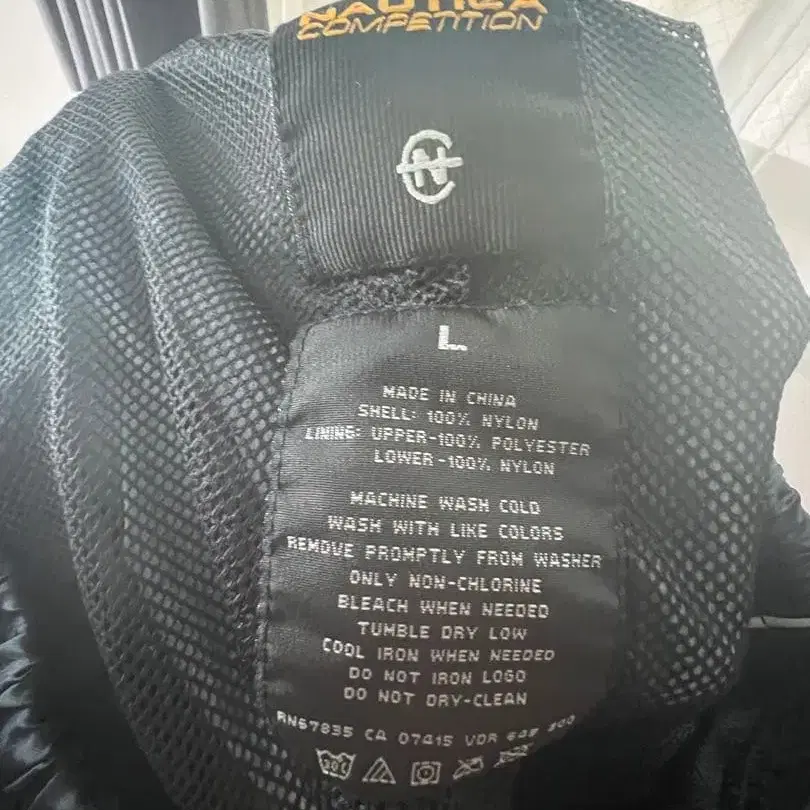 NAUTICA
COMPETITION
L
MADE IN CHINA
SHELL: 100% NYLON
LINING: UPPER-100% POLYESTER
LOWER-100% NYLON
MACHINE WASH COLD
WASH WITH LIKE COLORS
REMOVE PROMPTLY FROM WASHER
ONLY NON-CHLORINE
BLEACH WHEN NEEDED
TUMBLE DRY LOW
COOL IRON WHEN NEEDED
DO NOT IRON LOGO
DO NOT DRY-CLEAN
RN67835 CA 07415 VDR